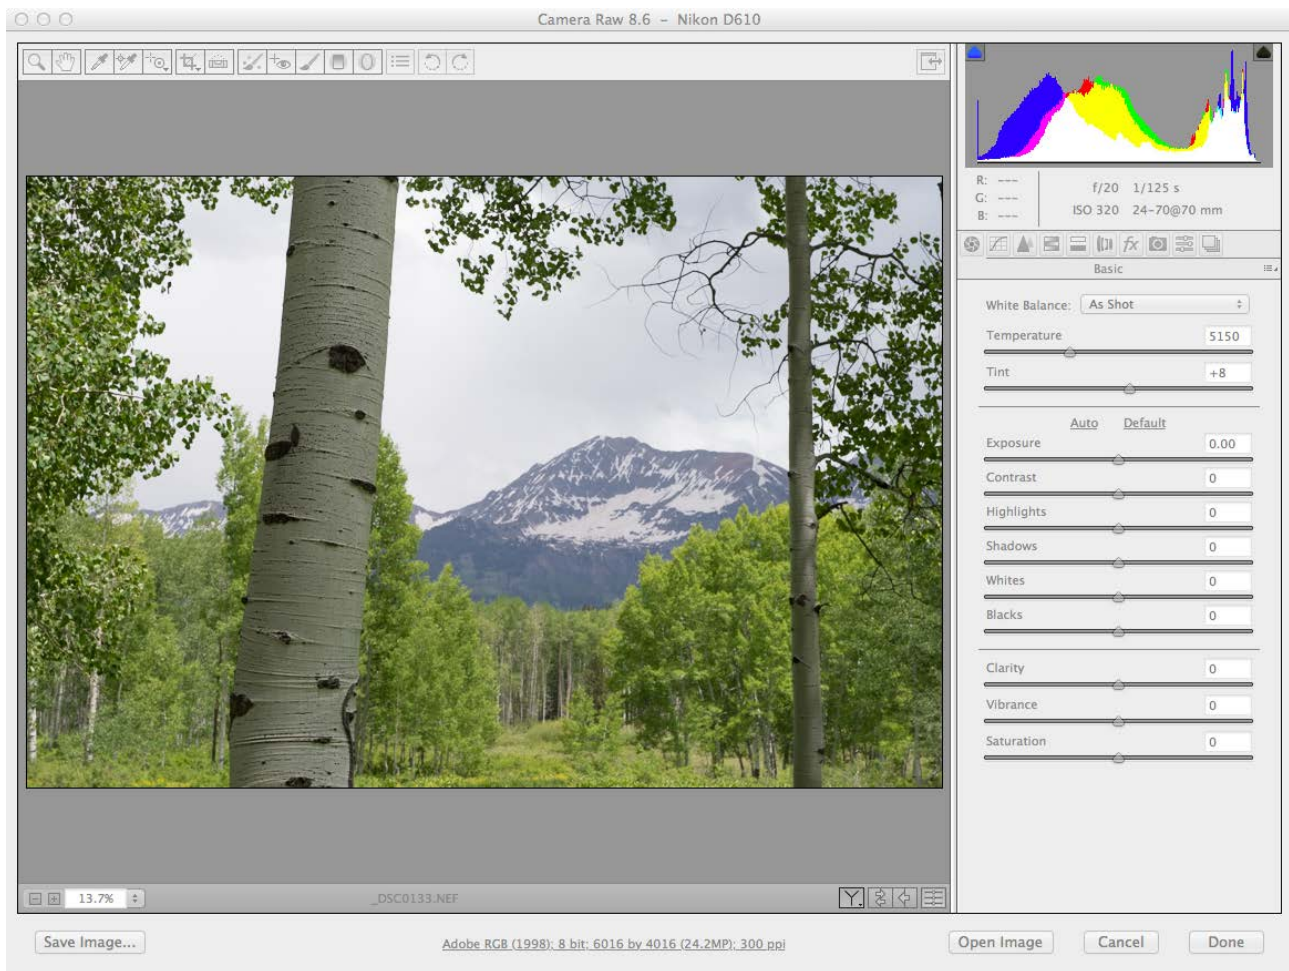 Camera Raw 8.6 – Nikon D610
R: ---
G: ---
B: ---
f/20 1/125 s
ISO 320 24-70@70 mm
fx
Basic
White Balance: As Shot
Temperature 5150
Tint +8
Auto Default
Exposure 0.00
Contrast 0
Highlights 0
Shadows 0
Whites 0
Blacks 0
Clarity 0
Vibrance 0
Saturation 0
13.7%
_DSC0133.NEF
Y
Save Image...
Adobe RGB (1998); 8 bit; 6016 by 4016 (24.2MP); 300 ppi
Open Image
Cancel
Done